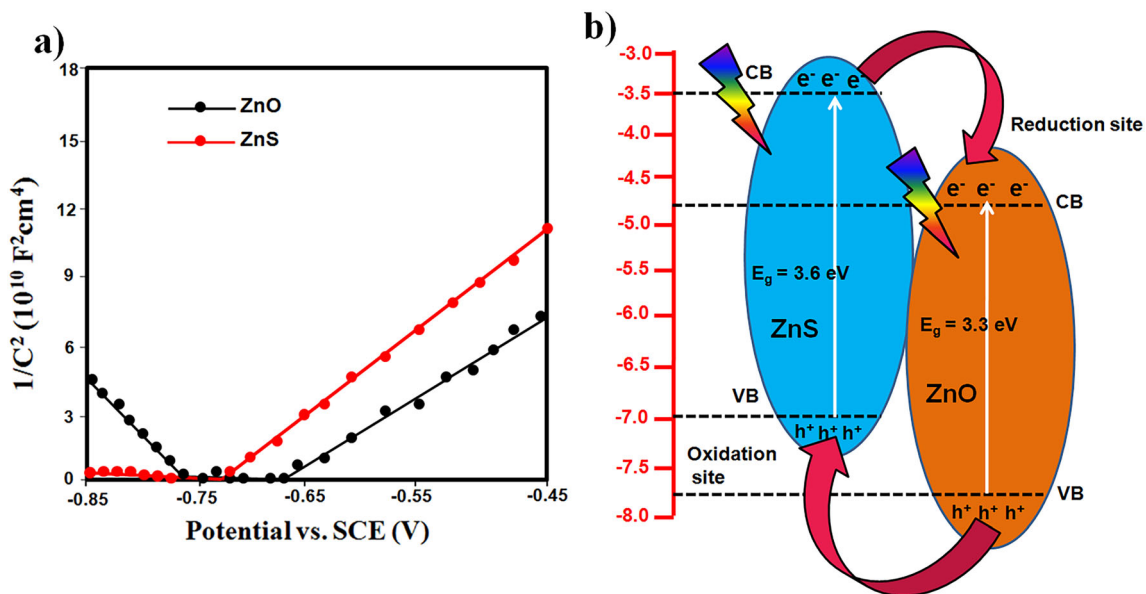 a)
18
15
12
9
6
3
0
ZnO
ZnS
1/C² (10¹⁰ F²cm⁴)
-0.85
-0.75
-0.65
-0.55
-0.45
Potential vs. SCE (V)
b)
-3.0
-3.5
-4.0
-4.5
-5.0
-5.5
-6.0
-6.5
-7.0
-7.5
-8.0
CB
e⁻ e⁻ e⁻
Reduction site
e⁻ e⁻ e⁻
CB
E_g = 3.6 eV
ZnS
E_g = 3.3 eV
ZnO
VB
h⁺ h⁺ h⁺
Oxidation
site
VB
h⁺ h⁺ h⁺